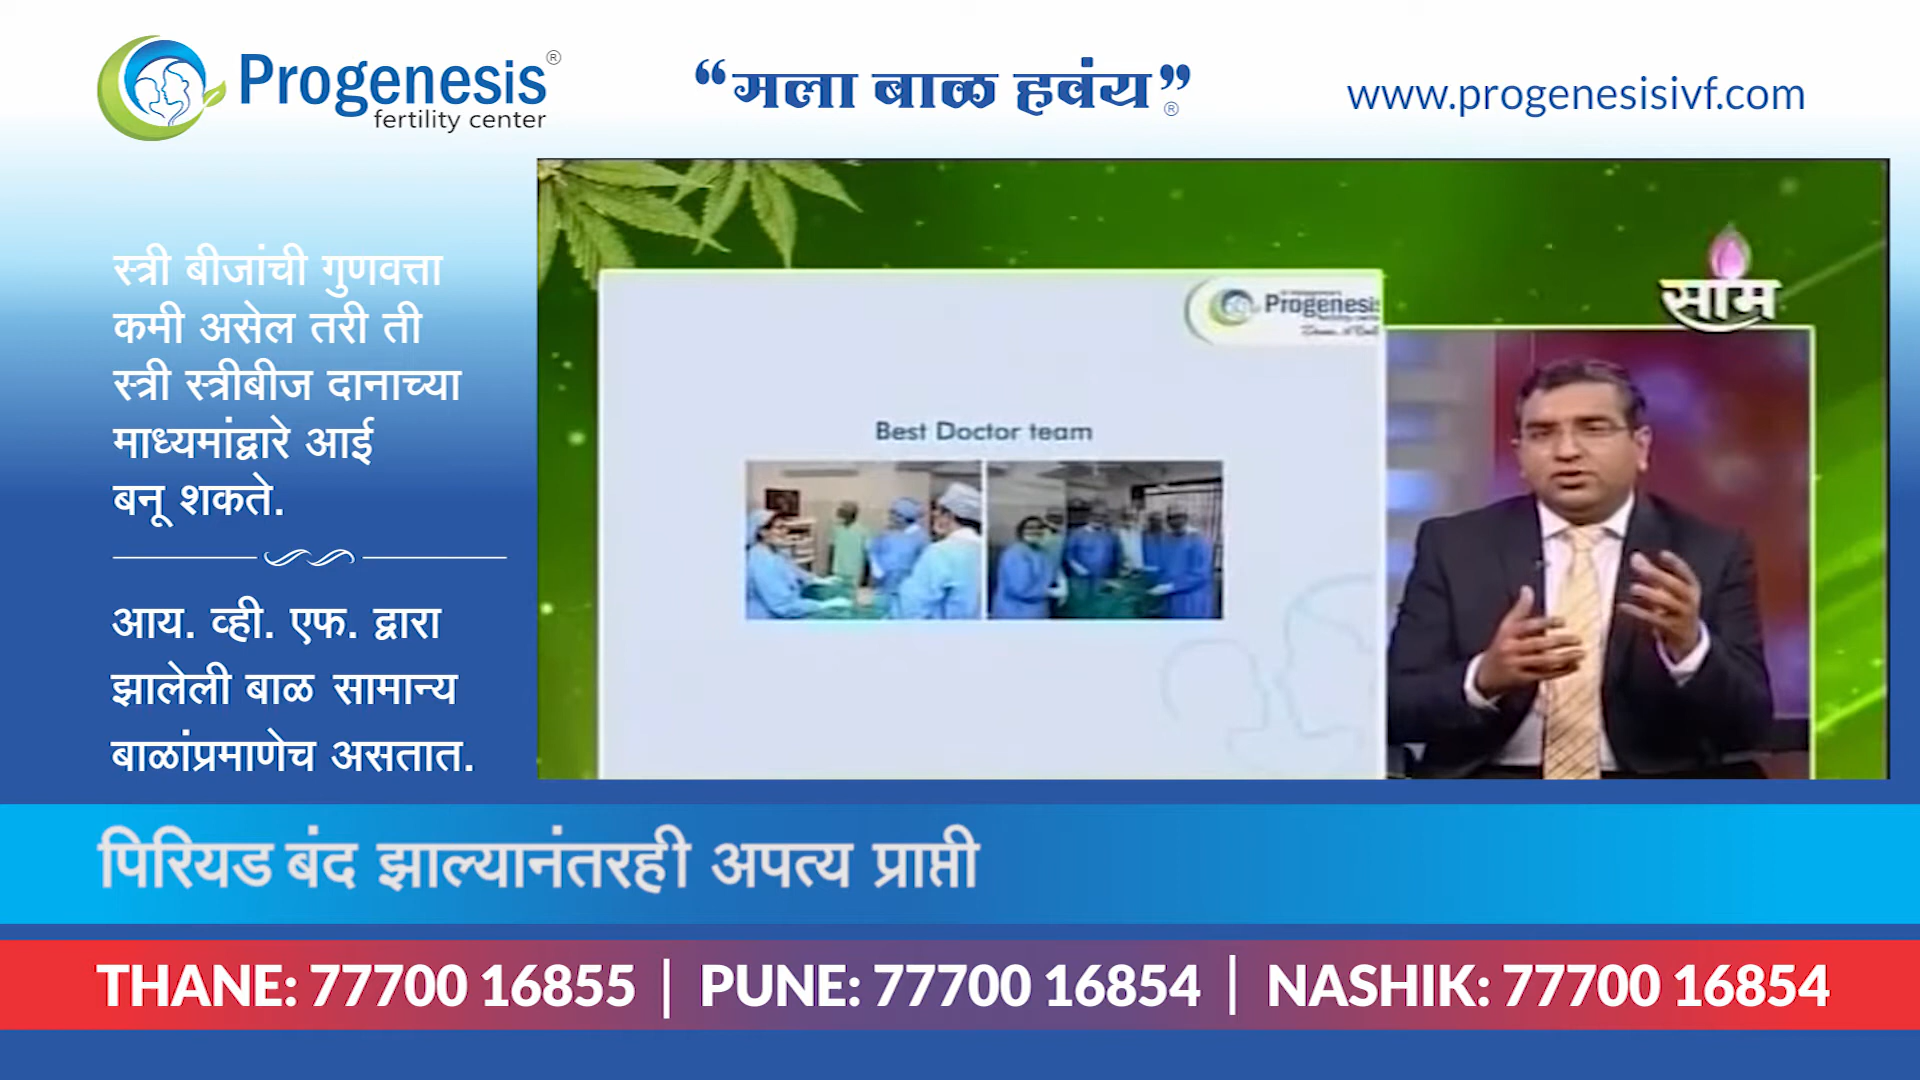 Progenesis®
fertility center
“मला बाळ हवंय”®
www.progenesisivf.com
स्त्री बीजांची गुणवत्ता
कमी असेल तरी ती
स्त्री स्त्रीबीज दानाच्या
माध्यमांद्वारे आई
बनू शकते.
आय. व्ही. एफ. द्वारा
झालेली बाळ सामान्य
बाळांप्रमाणेच असतात.
साम
Progenesis
Best Doctor team
पिरियड बंद झाल्यानंतरही अपत्य प्राप्ती
THANE: 77700 16855 | PUNE: 77700 16854 | NASHIK: 77700 16854